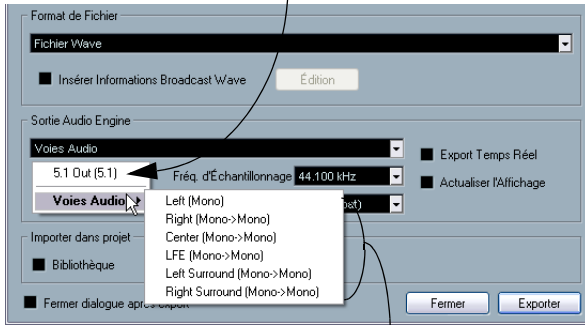 Format de Fichier
Fichier Wave
Insérer Informations Broadcast Wave
Édition
Sortie Audio Engine
Voies Audio
Export Temps Réel
5.1 Out (5.1)
Fréq. d'Échantillonnage
44.100 kHz
Actualiser l'Affichage
Voies Audio
Left (Mono)
Right (Mono->Mono)
Center (Mono->Mono)
LFE (Mono->Mono)
Left Surround (Mono->Mono)
Right Surround (Mono->Mono)
Importer dans projet
Bibliothèque
Fermer dialogue après export
Fermer
Exporter